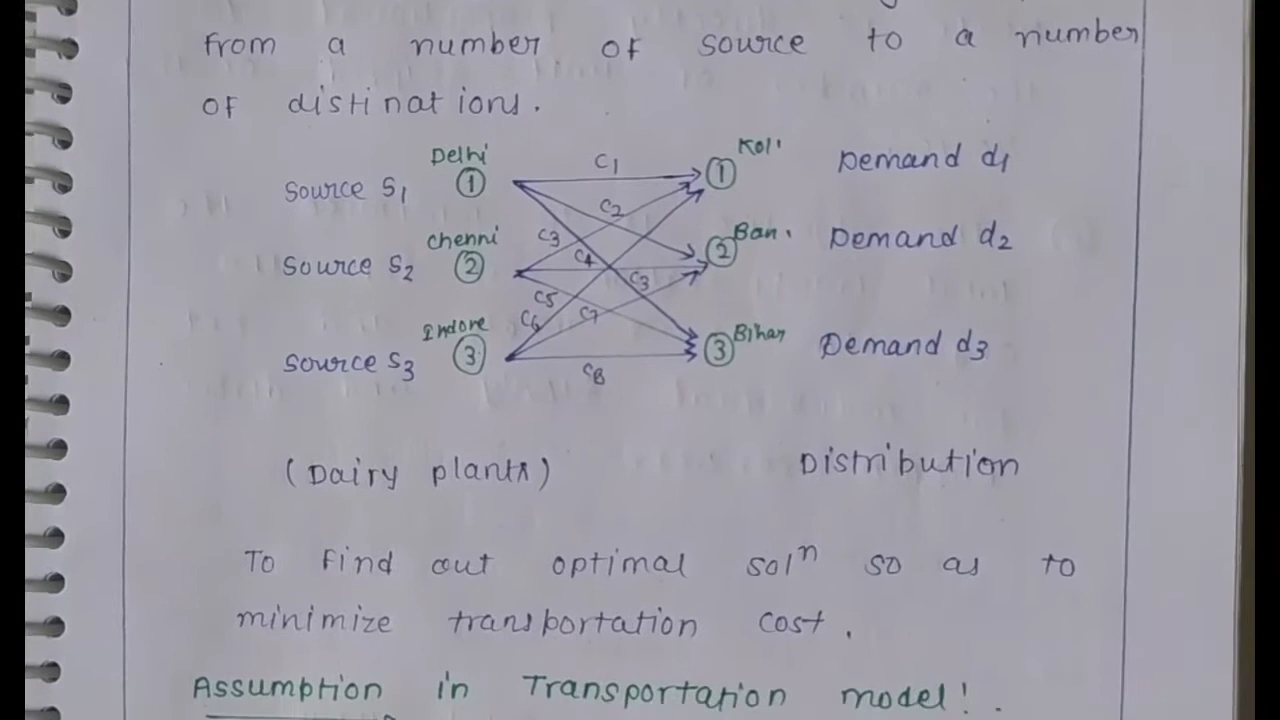 from a number of source to a number
of distinations.
Delhi C1 Kol.
Source S1 1 1 Demand d1
C2
Chenni C3 Ban.
Source S2 2 C4 C3 2 Demand d2
C5
Indore C6 C7 Bihar
Source S3 3 3 Demand d3
C8
(Dairy plants) Distribution
To find out optimal solⁿ so as to
minimize transportation cost.
Assumption in Transportation model!.